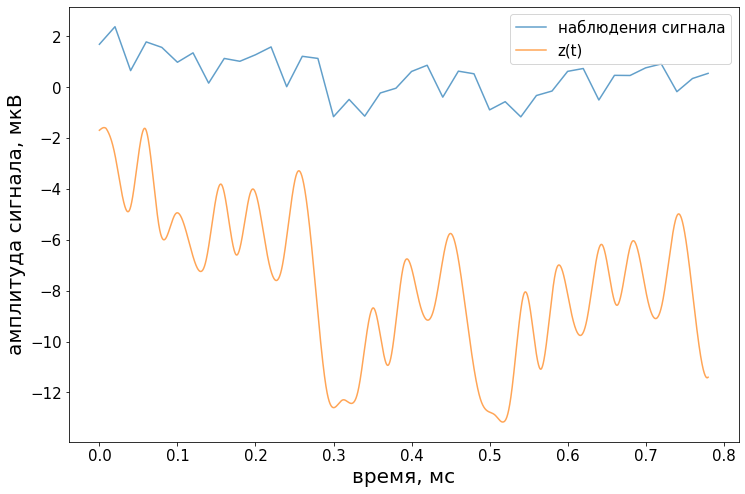 наблюдения сигнала
z(t)
амплитуда сигнала, мкВ
2
0
−2
−4
−6
−8
−10
−12
0.0 0.1 0.2 0.3 0.4 0.5 0.6 0.7 0.8
время, мс